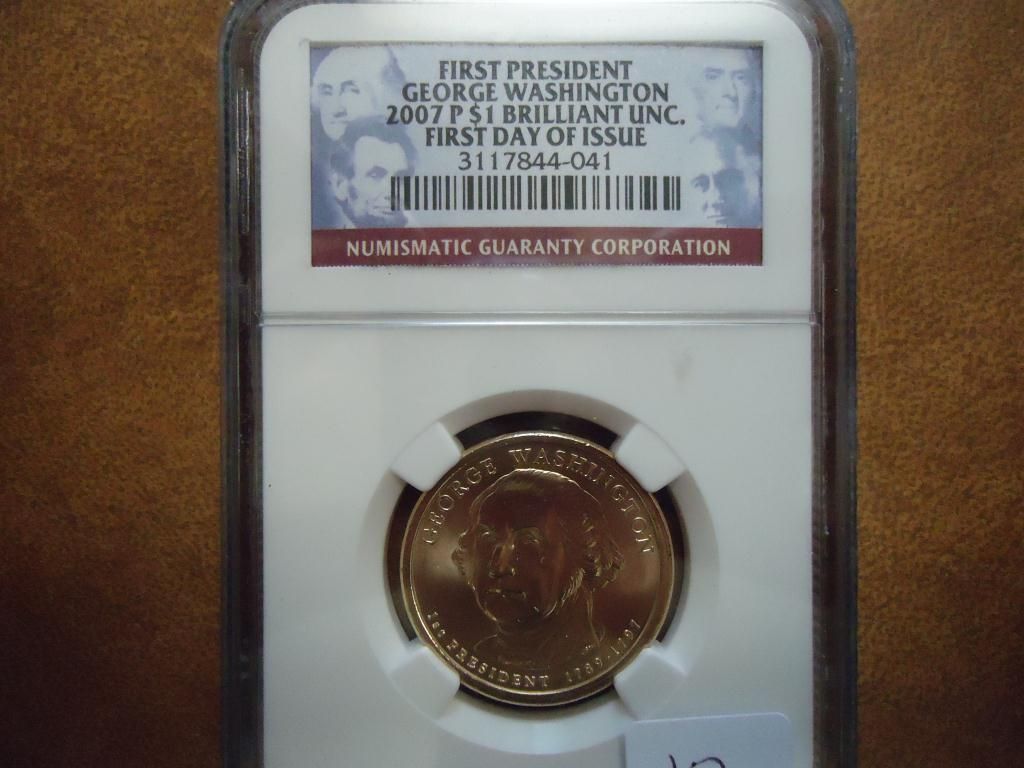 FIRST PRESIDENT
GEORGE WASHINGTON
2007 P $1 BRILLIANT UNC.
FIRST DAY OF ISSUE
3117844-041
NUMISMATIC GUARANTY CORPORATION
GEORGE WASHINGTON
1st PRESIDENT 1789-1797